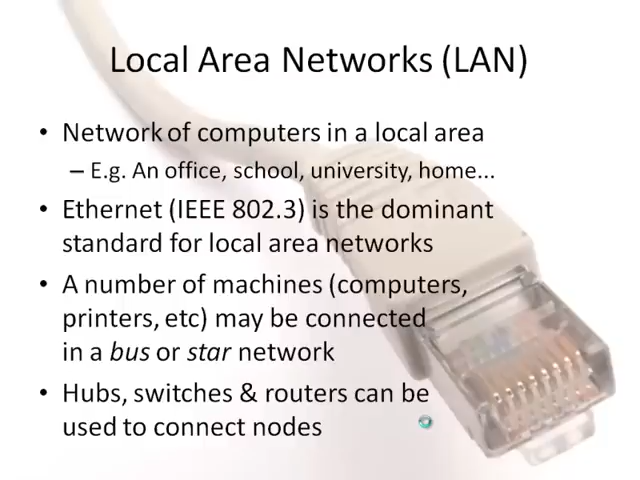 Local Area Networks (LAN)
• Network of computers in a local area
– E.g. An office, school, university, home...
• Ethernet (IEEE 802.3) is the dominant
standard for local area networks
• A number of machines (computers,
printers, etc) may be connected
in a bus or star network
• Hubs, switches & routers can be
used to connect nodes